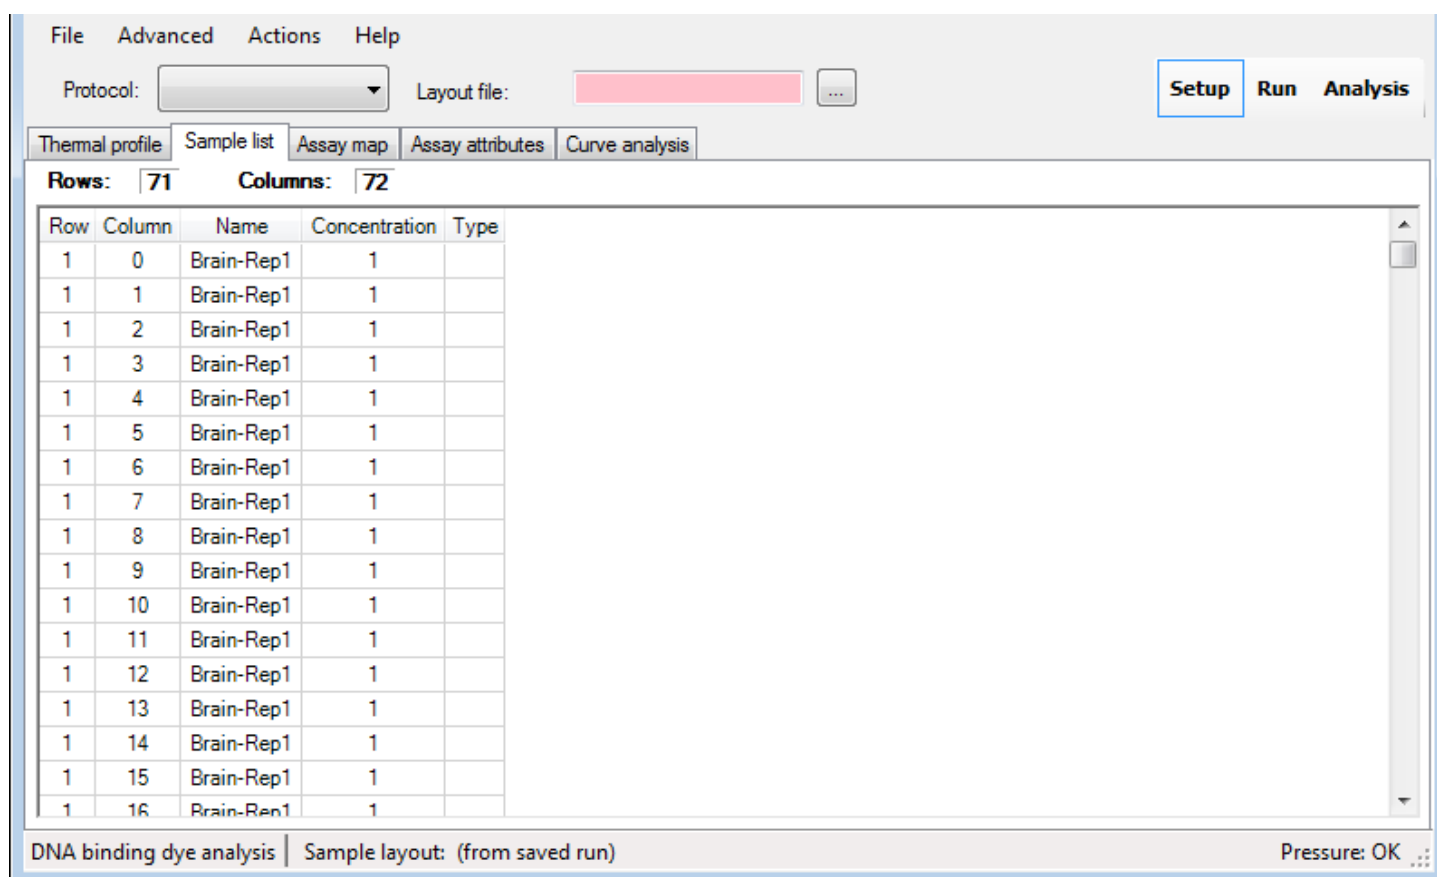 File Advanced Actions Help
Protocol: Layout file: ... Setup Run Analysis
Thermal profile Sample list Assay map Assay attributes Curve analysis
Rows: 71 Columns: 72
Row Column Name Concentration Type
1 0 Brain-Rep1 1
1 1 Brain-Rep1 1
1 2 Brain-Rep1 1
1 3 Brain-Rep1 1
1 4 Brain-Rep1 1
1 5 Brain-Rep1 1
1 6 Brain-Rep1 1
1 7 Brain-Rep1 1
1 8 Brain-Rep1 1
1 9 Brain-Rep1 1
1 10 Brain-Rep1 1
1 11 Brain-Rep1 1
1 12 Brain-Rep1 1
1 13 Brain-Rep1 1
1 14 Brain-Rep1 1
1 15 Brain-Rep1 1
1 16 Brain-Rep1 1
DNA binding dye analysis Sample layout: (from saved run) Pressure: OK